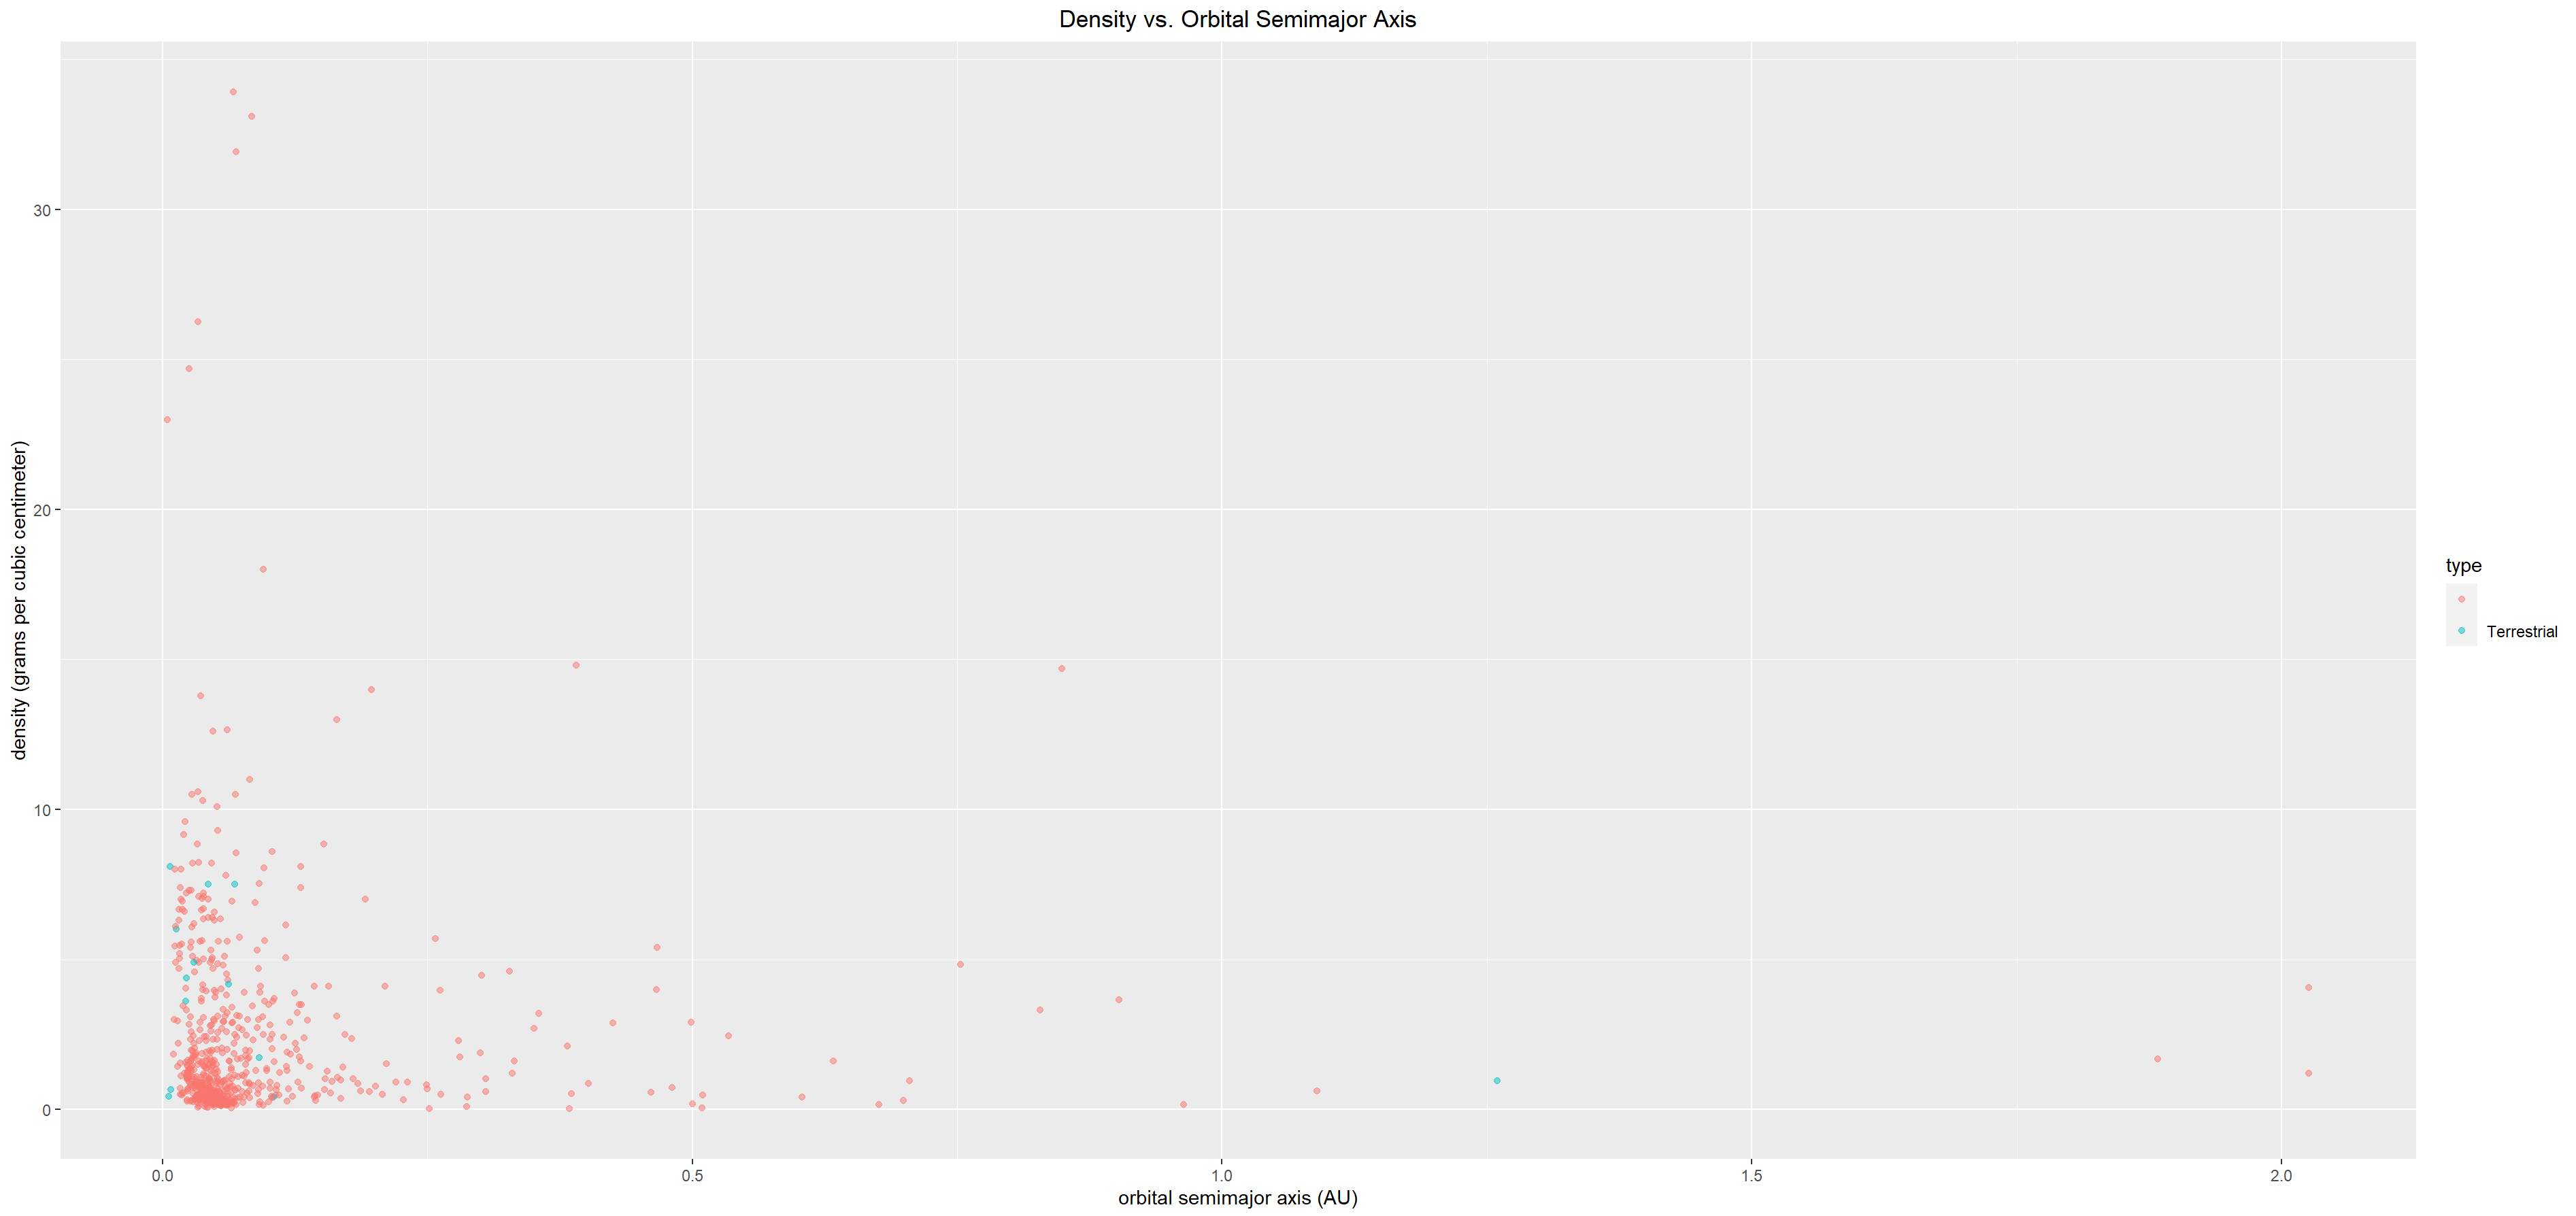 Density vs. Orbital Semimajor Axis
density (grams per cubic centimeter)
30
20
10
0
0.0
0.5
1.0
1.5
2.0
orbital semimajor axis (AU)
type
Terrestrial